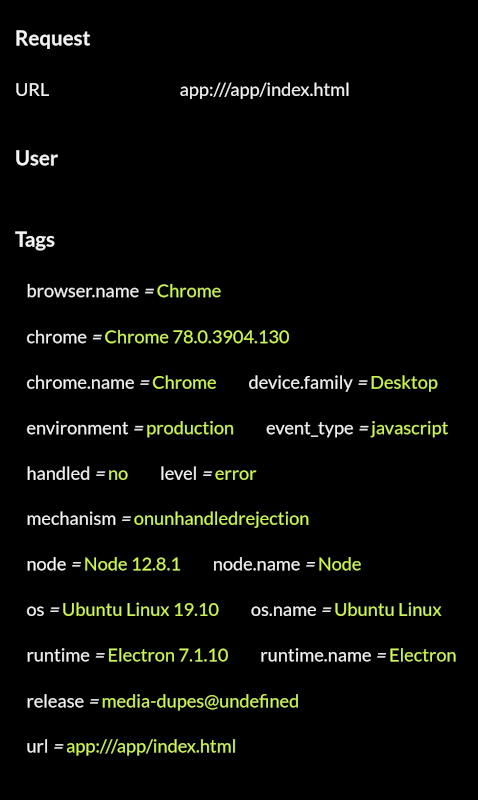 Request
URL app:///app/index.html
User
Tags
browser.name = Chrome
chrome = Chrome 78.0.3904.130
chrome.name = Chrome device.family = Desktop
environment = production event_type = javascript
handled = no level = error
mechanism = onunhandledrejection
node = Node 12.8.1 node.name = Node
os = Ubuntu Linux 19.10 os.name = Ubuntu Linux
runtime = Electron 7.1.10 runtime.name = Electron
release = media-dupes@undefined
url = app:///app/index.html